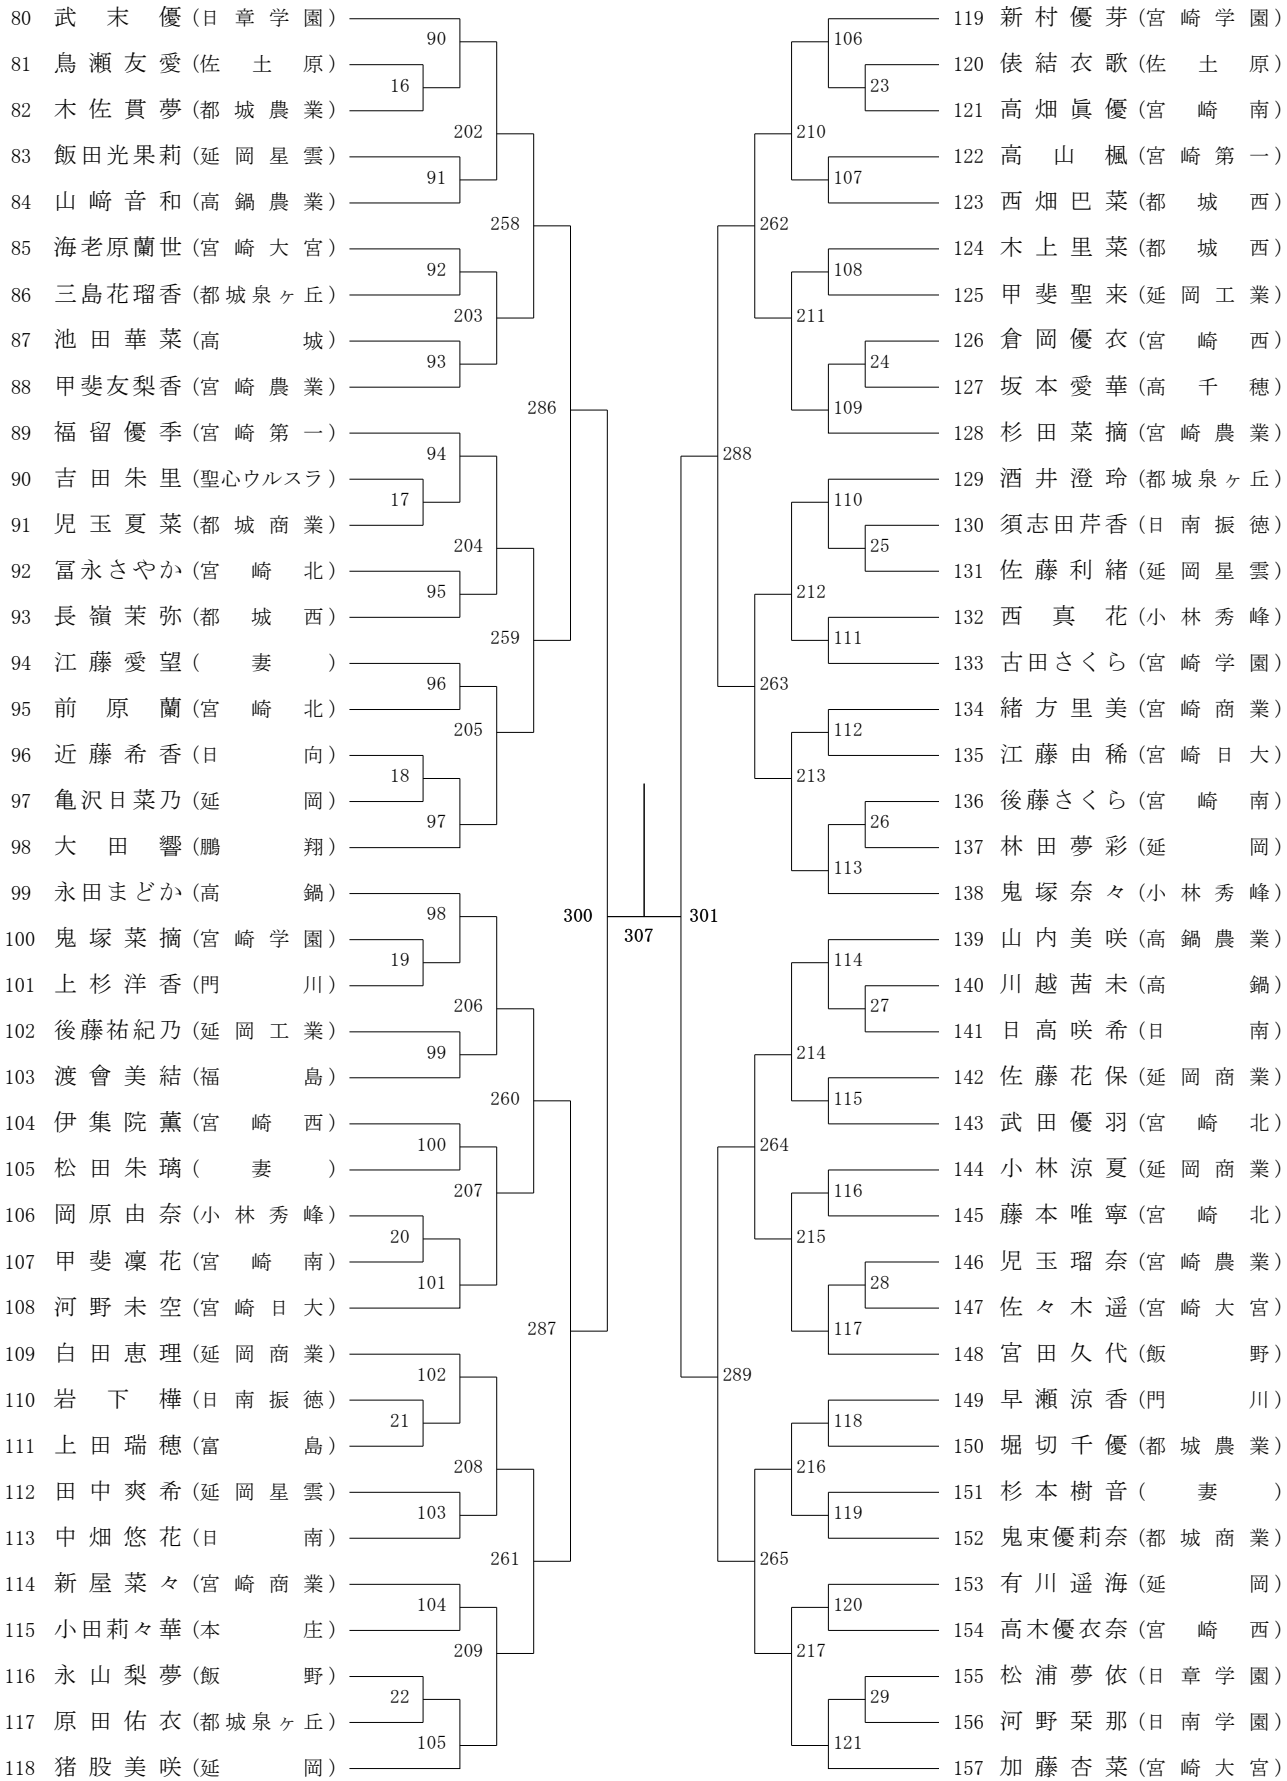 80 武末優(日章学園)
90
81 鳥瀬友愛(佐土原)
16
82 木佐貫夢(都城農業)
202
83 飯田光果莉(延岡星雲)
91
84 山﨑音和(高鍋農業)
258
85 海老原蘭世(宮崎大宮)
92
86 三島花瑠香(都城泉ヶ丘)
203
87 池田華菜(高城)
93
88 甲斐友梨香(宮崎農業)
286
89 福留優季(宮崎第一)
94
90 吉田朱里(聖心ウルスラ)
17
91 児玉夏菜(都城商業)
204
92 冨永さやか(宮崎北)
95
93 長嶺茉弥(都城西)
259
94 江藤愛望(妻)
96
95 前原蘭(宮崎北)
205
96 近藤希香(日向)
18
97 亀沢日菜乃(延岡)
97
98 大田響(鵬翔)
99 永田まどか(高鍋)
98
300
100 鬼塚菜摘(宮崎学園)
19
101 上杉洋香(門川)
206
102 後藤祐紀乃(延岡工業)
99
103 渡會美結(福島)
260
104 伊集院薫(宮崎西)
100
105 松田朱璃(妻)
207
106 岡原由奈(小林秀峰)
20
107 甲斐凜花(宮崎南)
101
108 河野未空(宮崎日大)
287
109 白田恵理(延岡商業)
102
110 岩下樺(日南振徳)
21
111 上田瑞穂(富島)
208
112 田中爽希(延岡星雲)
103
113 中畑悠花(日南)
261
114 新屋菜々(宮崎商業)
104
115 小田莉々華(本庄)
209
116 永山梨夢(飯野)
22
117 原田佑衣(都城泉ヶ丘)
105
118 猪股美咲(延岡)
307
119 新村優芽(宮崎学園)
106
120 俵結衣歌(佐土原)
23
121 高畑眞優(宮崎南)
210
122 高山楓(宮崎第一)
107
123 西畑巴菜(都城西)
262
124 木上里菜(都城西)
108
125 甲斐聖来(延岡工業)
211
126 倉岡優衣(宮崎西)
24
127 坂本愛華(高千穂)
109
128 杉田菜摘(宮崎農業)
288
129 酒井澄玲(都城泉ヶ丘)
110
130 須志田芹香(日南振徳)
25
131 佐藤利緒(延岡星雲)
212
132 西真花(小林秀峰)
111
133 古田さくら(宮崎学園)
263
134 緒方里美(宮崎商業)
112
135 江藤由稀(宮崎日大)
213
136 後藤さくら(宮崎南)
26
137 林田夢彩(延岡)
113
138 鬼塚奈々(小林秀峰)
301
139 山内美咲(高鍋農業)
114
140 川越茜未(高鍋)
27
141 日高咲希(日南)
214
142 佐藤花保(延岡商業)
115
143 武田優羽(宮崎北)
264
144 小林涼夏(延岡商業)
116
145 藤本唯寧(宮崎北)
215
146 児玉瑠奈(宮崎農業)
28
147 佐々木遥(宮崎大宮)
117
148 宮田久代(飯野)
289
149 早瀬涼香(門川)
118
150 堀切千優(都城農業)
216
151 杉本樹音(妻)
119
152 鬼束優莉奈(都城商業)
265
153 有川遥海(延岡)
120
154 高木優衣奈(宮崎西)
217
155 松浦夢依(日章学園)
29
156 河野栞那(日南学園)
121
157 加藤杏菜(宮崎大宮)